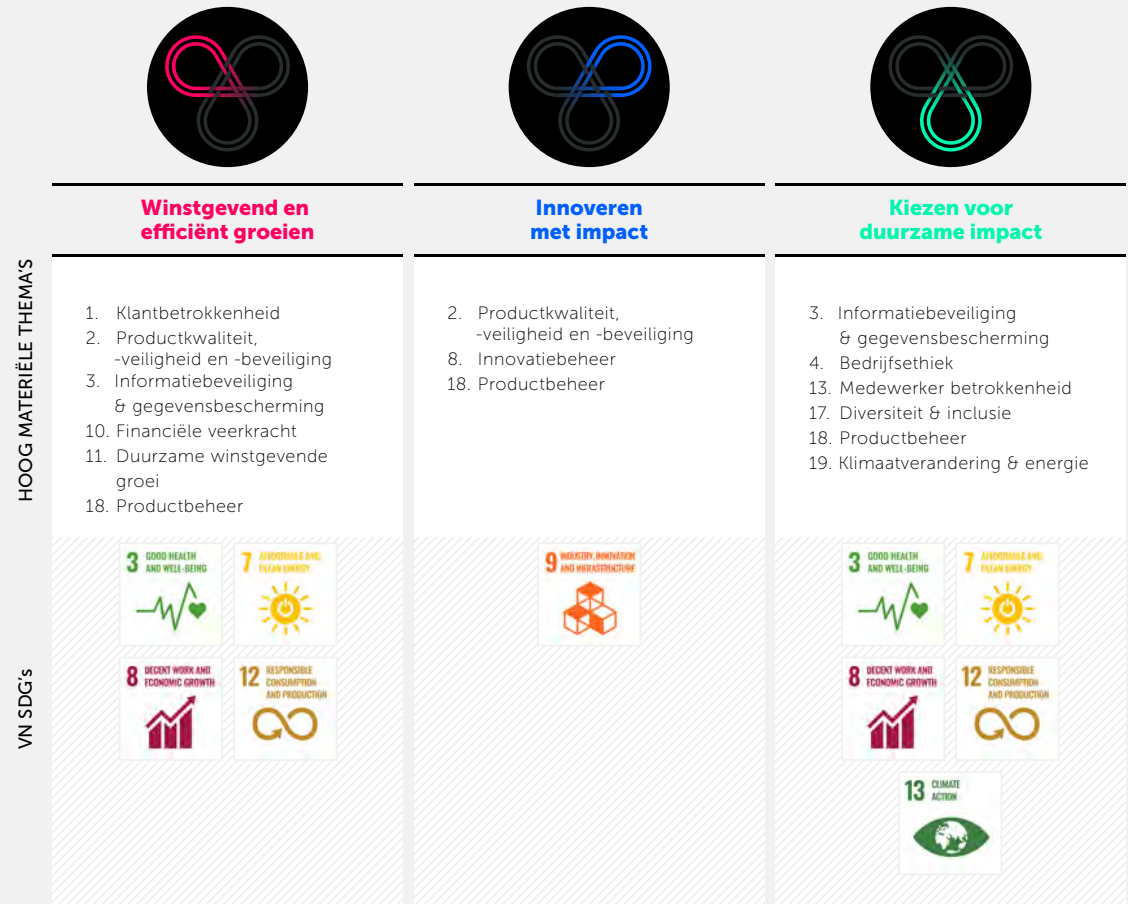 Winstgevend en
efficiënt groeien
Innoveren
met impact
Kiezen voor
duurzame impact
HOOG MATERIËLE THEMA'S
1. Klantbetrokkenheid
2. Productkwaliteit,
-veiligheid en -beveiliging
3. Informatiebeveiliging
& gegevensbescherming
10. Financiële veerkracht
11. Duurzame winstgevende
groei
18. Productbeheer
2. Productkwaliteit,
-veiligheid en -beveiliging
8. Innovatiebeheer
18. Productbeheer
3. Informatiebeveiliging
& gegevensbescherming
4. Bedrijfsethiek
13. Medewerker betrokkenheid
17. Diversiteit & inclusie
18. Productbeheer
19. Klimaatverandering & energie
VN SDG's
3 GOOD HEALTH
AND WELL-BEING
7 AFFORDABLE AND
CLEAN ENERGY
8 DECENT WORK AND
ECONOMIC GROWTH
12 RESPONSIBLE
CONSUMPTION
AND PRODUCTION
9 INDUSTRY, INNOVATION
AND INFRASTRUCTURE
3 GOOD HEALTH
AND WELL-BEING
7 AFFORDABLE AND
CLEAN ENERGY
8 DECENT WORK AND
ECONOMIC GROWTH
12 RESPONSIBLE
CONSUMPTION
AND PRODUCTION
13 CLIMATE
ACTION